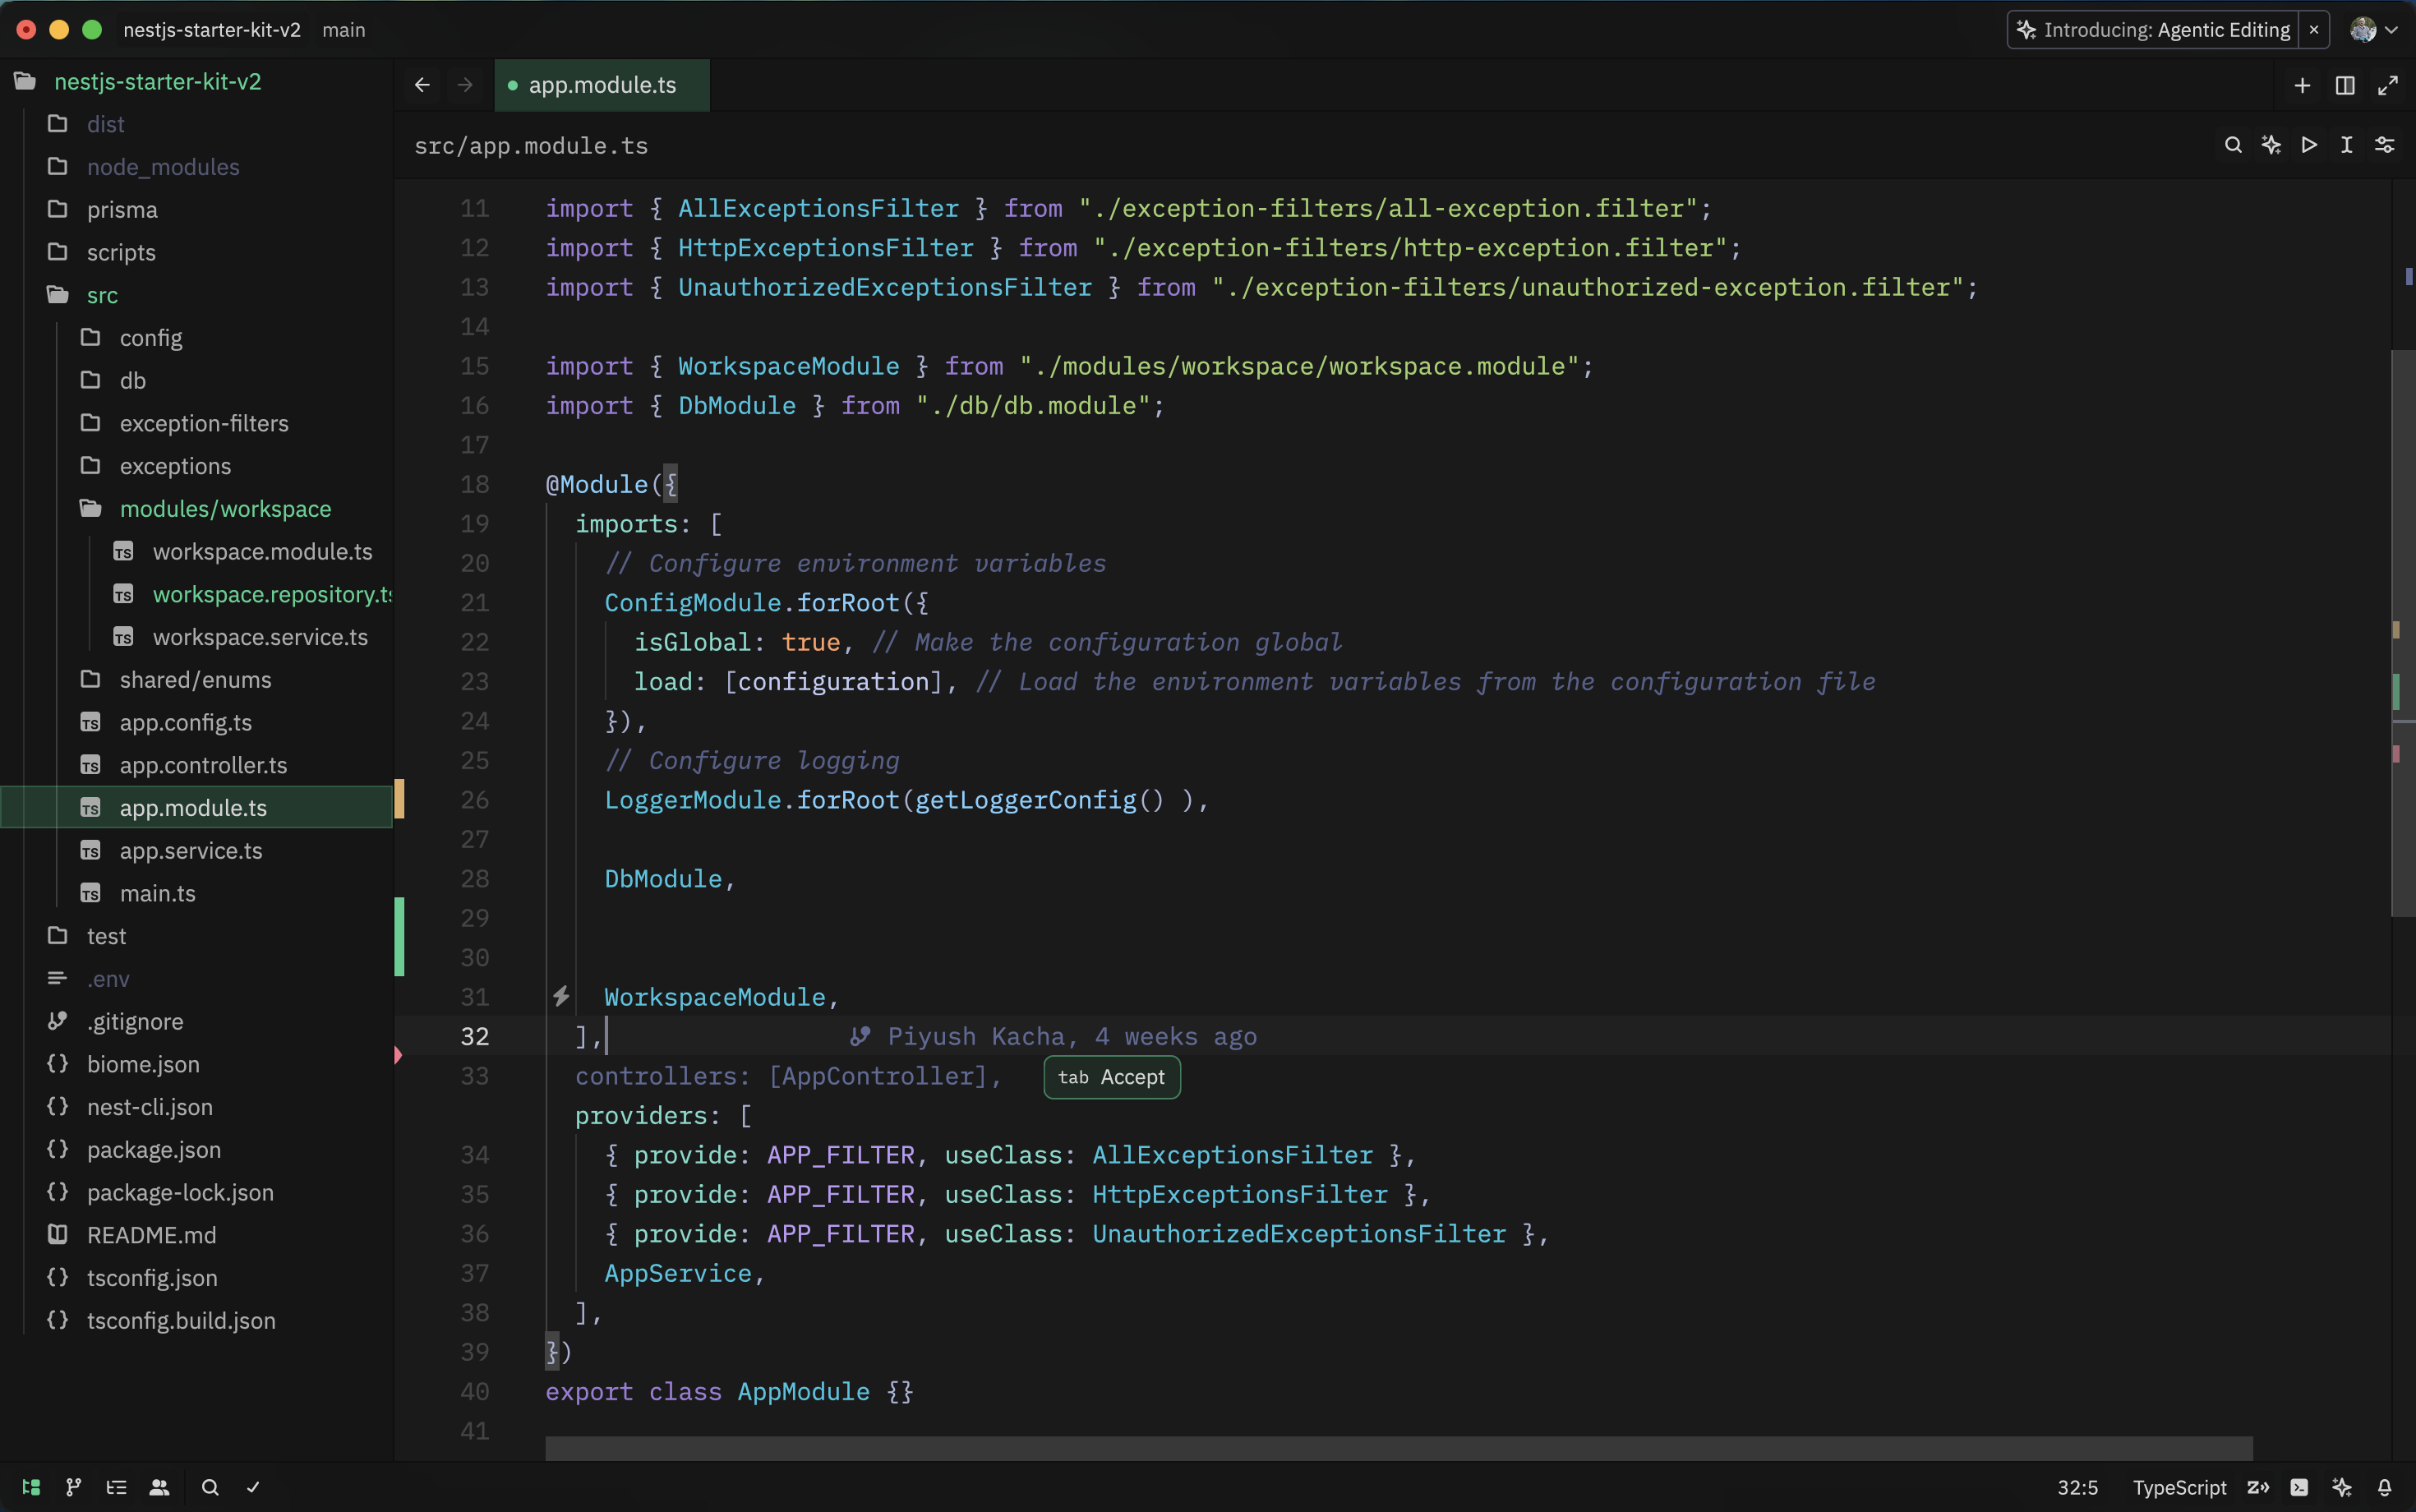 nestjs-starter-kit-v2 main
Introducing: Agentic Editing ×
nestjs-starter-kit-v2
dist
node_modules
prisma
scripts
src
config
db
exception-filters
exceptions
modules/workspace
TS workspace.module.ts
TS workspace.repository.ts
TS workspace.service.ts
shared/enums
TS app.config.ts
TS app.controller.ts
TS app.module.ts
TS app.service.ts
TS main.ts
test
.env
.gitignore
{} biome.json
{} nest-cli.json
{} package.json
{} package-lock.json
README.md
{} tsconfig.json
{} tsconfig.build.json
app.module.ts
src/app.module.ts
11 import { AllExceptionsFilter } from "./exception-filters/all-exception.filter";
12 import { HttpExceptionsFilter } from "./exception-filters/http-exception.filter";
13 import { UnauthorizedExceptionsFilter } from "./exception-filters/unauthorized-exception.filter";
14
15 import { WorkspaceModule } from "./modules/workspace/workspace.module";
16 import { DbModule } from "./db/db.module";
17
18 @Module({
19 imports: [
20 // Configure environment variables
21 ConfigModule.forRoot({
22 isGlobal: true, // Make the configuration global
23 load: [configuration], // Load the environment variables from the configuration file
24 }),
25 // Configure logging
26 LoggerModule.forRoot(getLoggerConfig() ),
27
28 DbModule,
29
30
31 WorkspaceModule,
32 ], Piyush Kacha, 4 weeks ago
33 controllers: [AppController], tab Accept
providers: [
34 { provide: APP_FILTER, useClass: AllExceptionsFilter },
35 { provide: APP_FILTER, useClass: HttpExceptionsFilter },
36 { provide: APP_FILTER, useClass: UnauthorizedExceptionsFilter },
37 AppService,
38 ],
39 })
40 export class AppModule {}
41
32:5 TypeScript